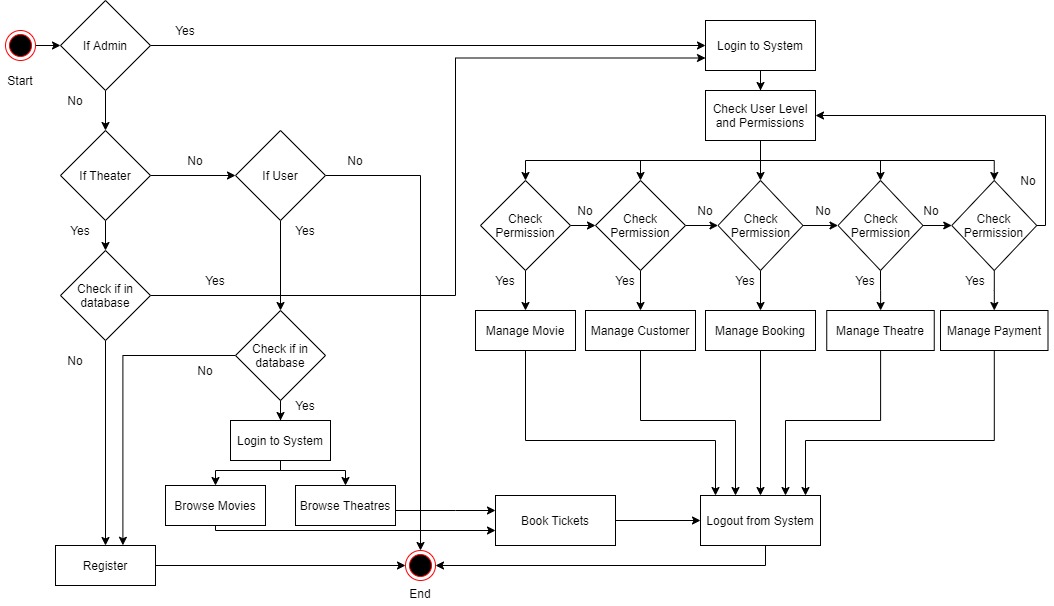 If Admin
Yes
Login to System
Start
No
Check User Level
and Permissions
If Theater
No
If User
No
No
Yes
Yes
Check
Permission
No
Check
Permission
No
Check
Permission
No
Check
Permission
No
Check
Permission
Check if in
database
Yes
Yes
Yes
Yes
Yes
Yes
Manage Movie
Manage Customer
Manage Booking
Manage Theatre
Manage Payment
No
Check if in
database
No
Yes
Login to System
Browse Movies
Browse Theatres
Book Tickets
Logout from System
Register
End